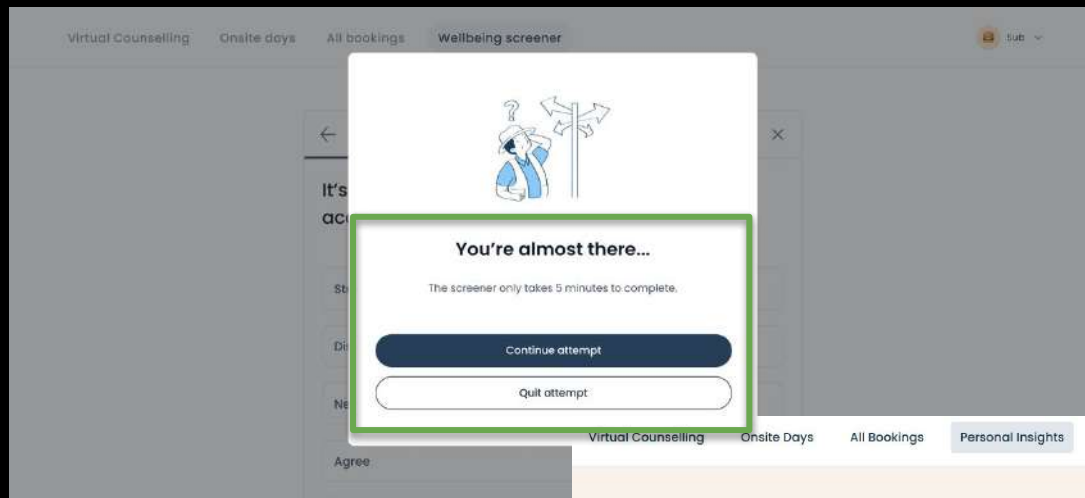 Virtual Counselling Onsite days All bookings Wellbeing screener Sub
?
It's
acc
You're almost there...
St
The screener only takes 5 minutes to complete.
Di
Continue attempt
Quit attempt
Ne
Virtual Counselling Onsite Days All Bookings Personal Insights
Agree